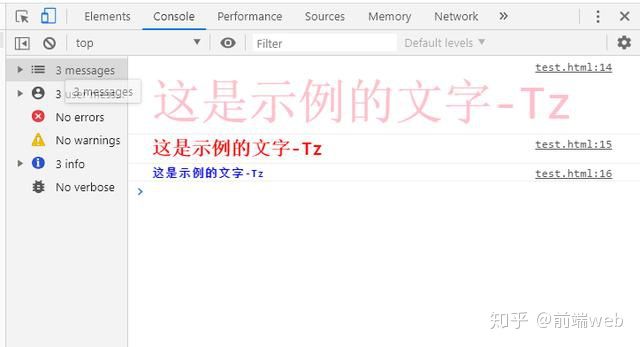 Elements Console Performance Sources Memory Network »
top Filter Default levels
3 messages
3 user mess...
3 messages
No errors
No warnings
3 info
No verbose
这是示例的文字-Tz test.html:14
这是示例的文字-Tz test.html:15
这是示例的文字-Tz test.html:16
知乎 @前端web